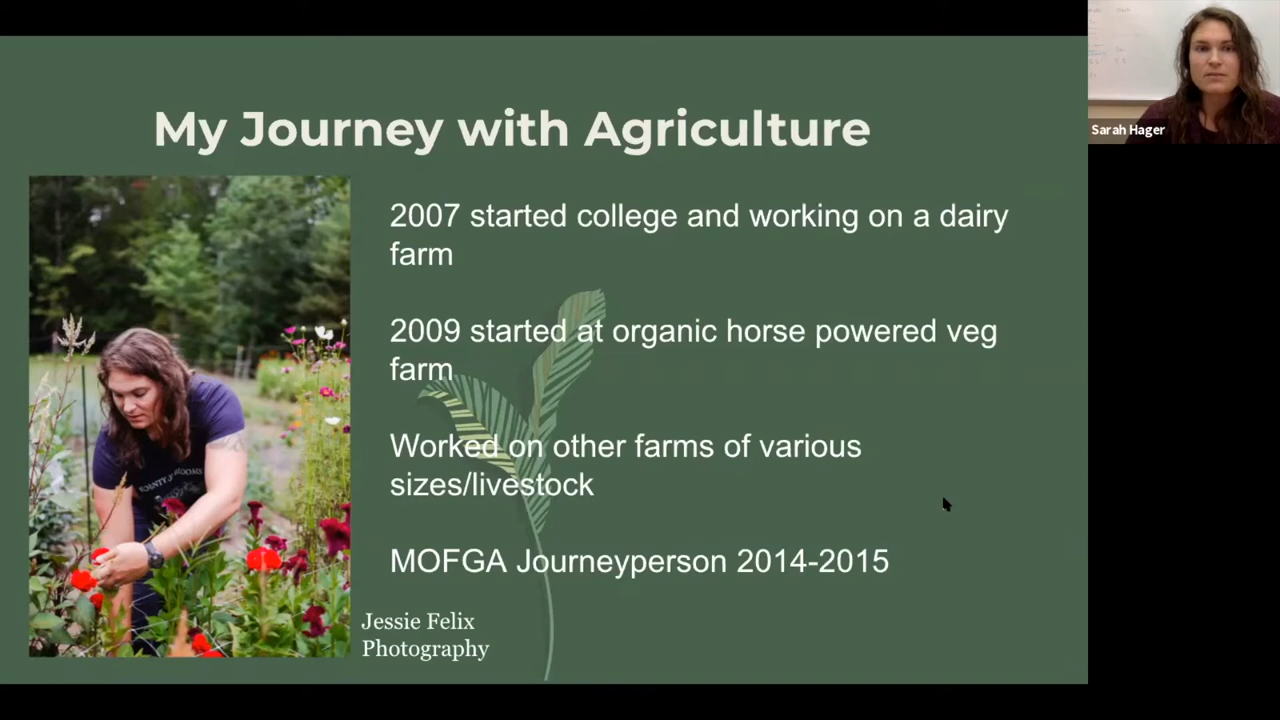 My Journey with Agriculture
2007 started college and working on a dairy
farm
2009 started at organic horse powered veg
farm
Worked on other farms of various
sizes/livestock
MOFGA Journeyperson 2014-2015
Jessie Felix
Photography
Sarah Hager